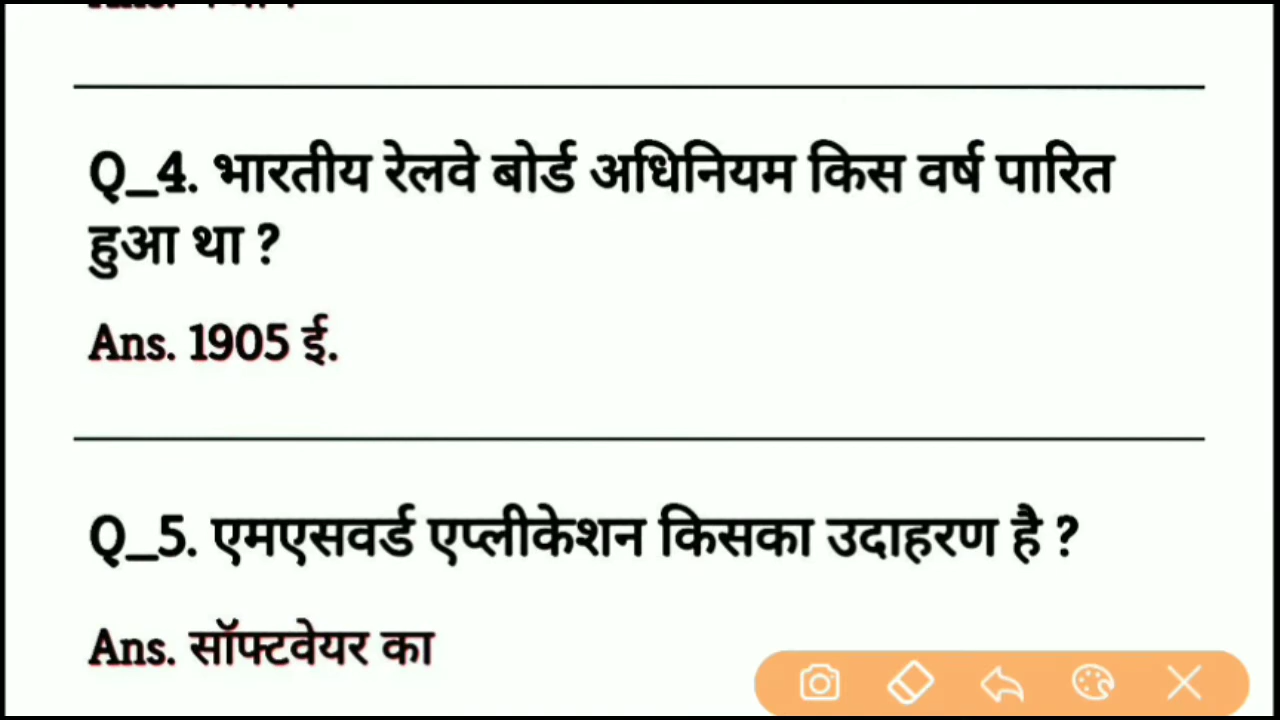 Q_4. भारतीय रेलवे बोर्ड अधिनियम किस वर्ष पारित
हुआ था ?
Ans. 1905 ई.
Q_5. एमएसवर्ड एप्लीकेशन किसका उदाहरण है ?
Ans. सॉफ्टवेयर का